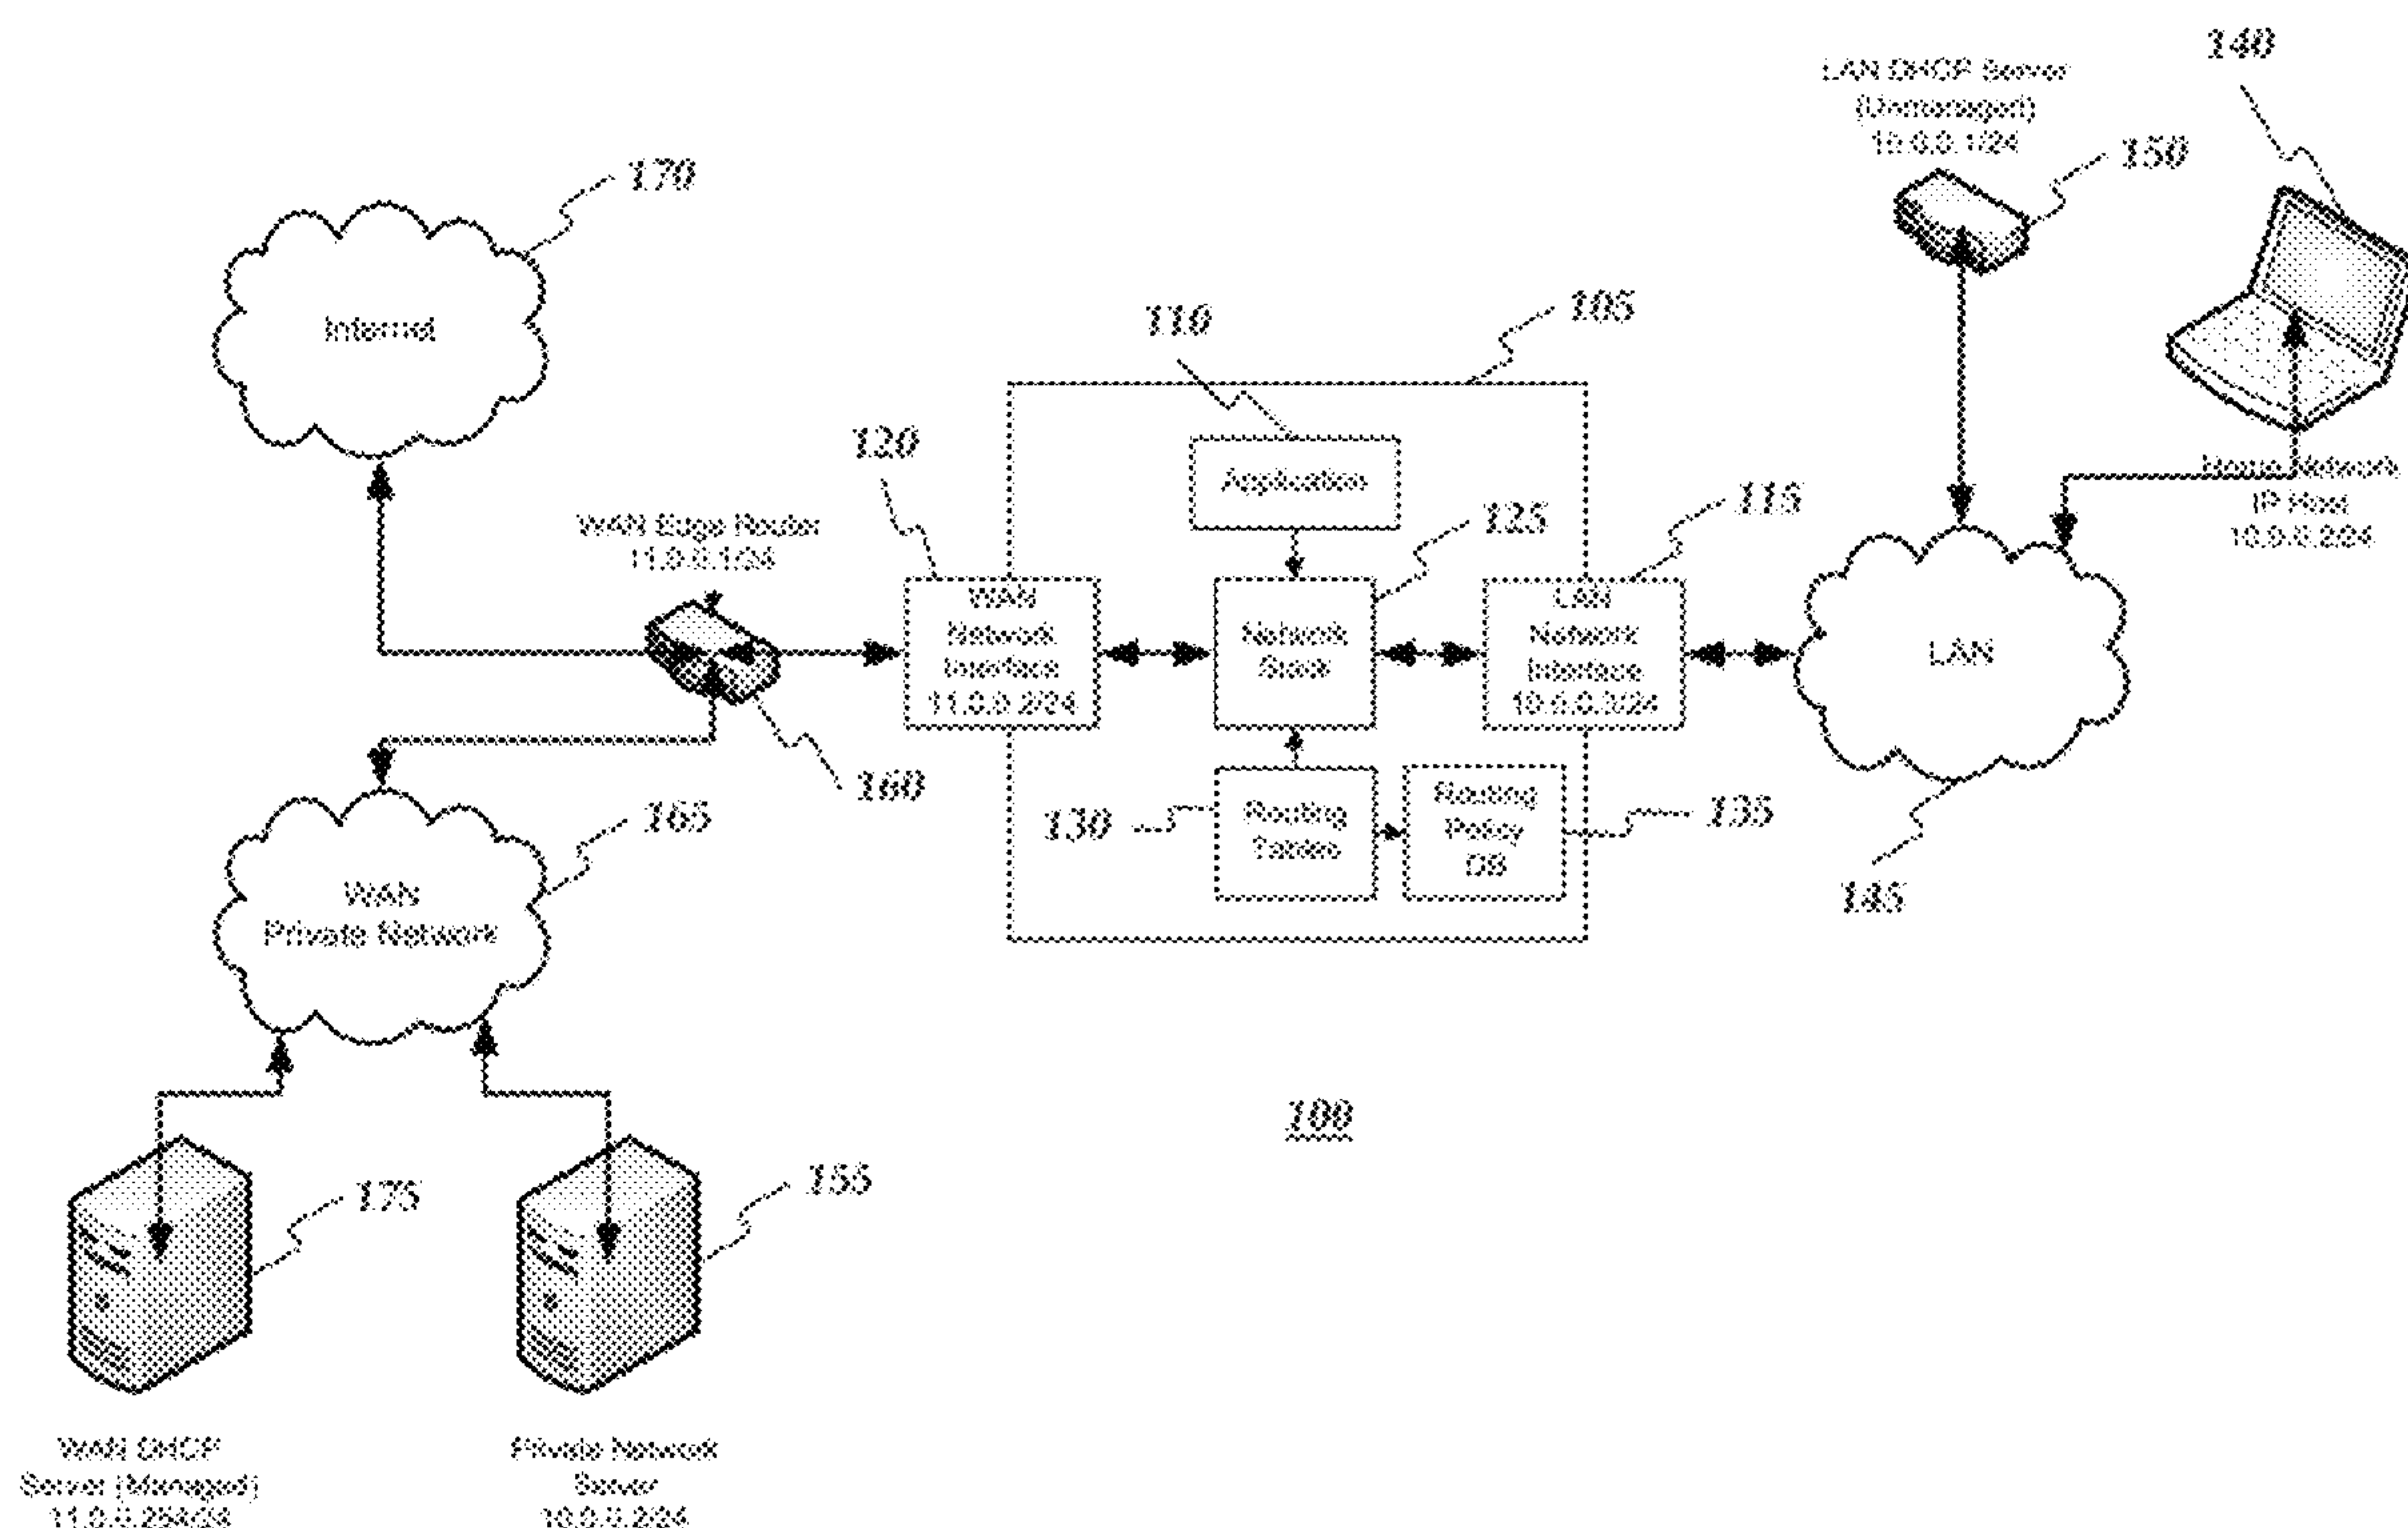 140
LAN DHCP Server
(Unmanaged)
10.0.0.1/24
150
170
Internet
105
110
120
Application
115
125
Home Network
IP Host
10.0.0.2/24
WAN Edge Router
11.0.0.1/24
WAN
Network
Interface
11.0.0.2/24
Network
Stack
LAN
Network
Interface
10.0.0.3/24
LAN
160
165
130
Routing
Tables
Routing
Policy
DB
135
145
WAN
Private Network
100
175
155
WAN DHCP
Server (Managed)
Private Network
Server
10.0.0.2/24